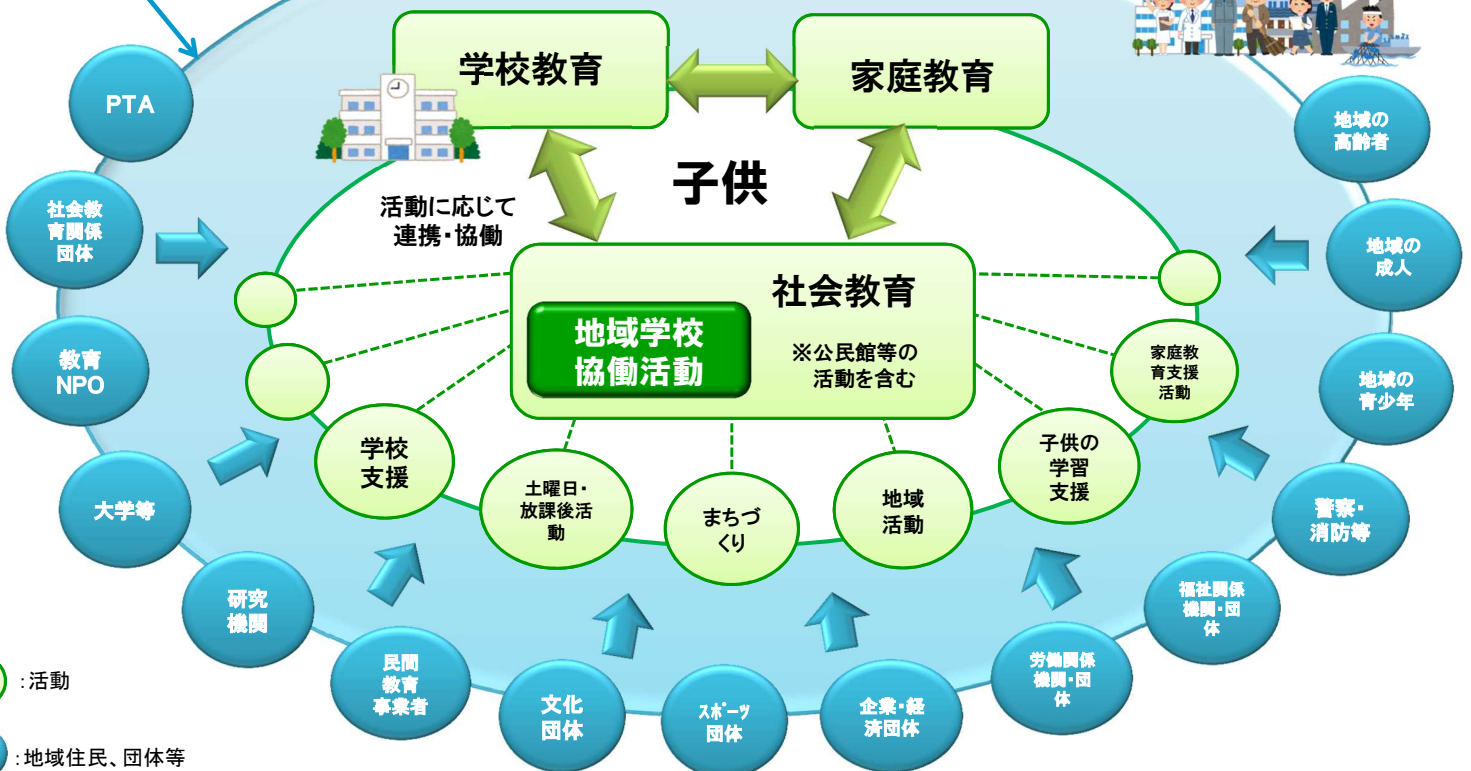 学校教育
家庭教育
PTA
地域の
高齢者
子供
社会教
育関係
団体
活動に応じて
連携・協働
地域の
成人
社会教育
地域学校
協働活動
※公民館等の
活動を含む
教育
NPO
家庭教
育支援
活動
地域の
青少年
学校
支援
土曜日・
放課後活
動
まちづ
くり
地域
活動
子供の
学習
支援
大学等
警察・
消防等
研究
機関
福祉関係
機関・団
体
民間
教育
事業者
文化
団体
スポーツ
団体
企業・経
済団体
労働関係
機関・団
体
:活動
:地域住民、団体等